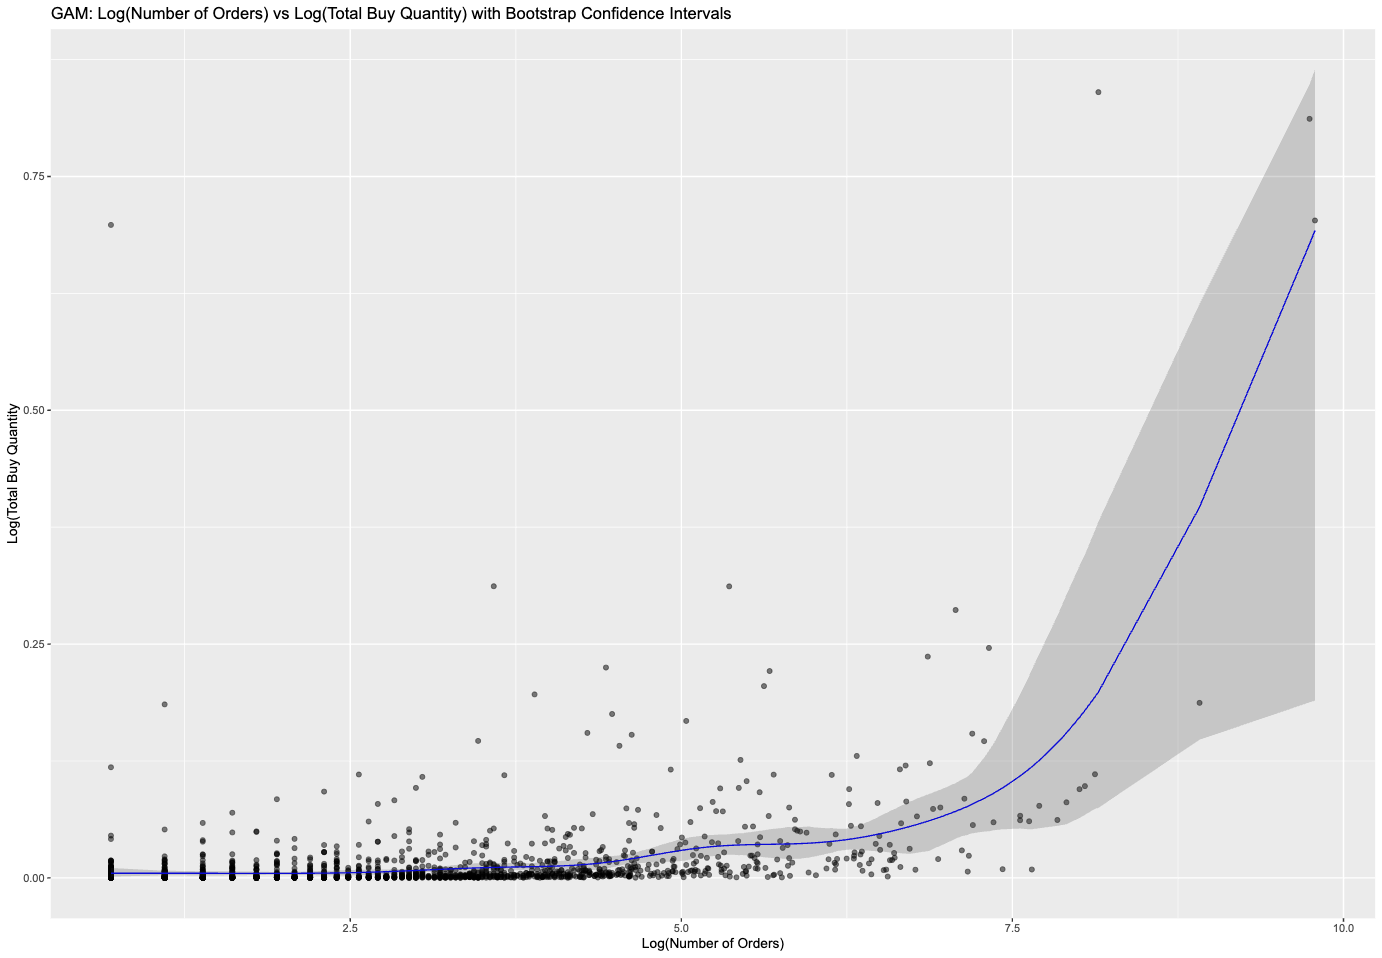 GAM: Log(Number of Orders) vs Log(Total Buy Quantity) with Bootstrap Confidence Intervals
Log(Total Buy Quantity
0.75
0.50
0.25
0.00
2.5
5.0
7.5
10.0
Log(Number of Orders)